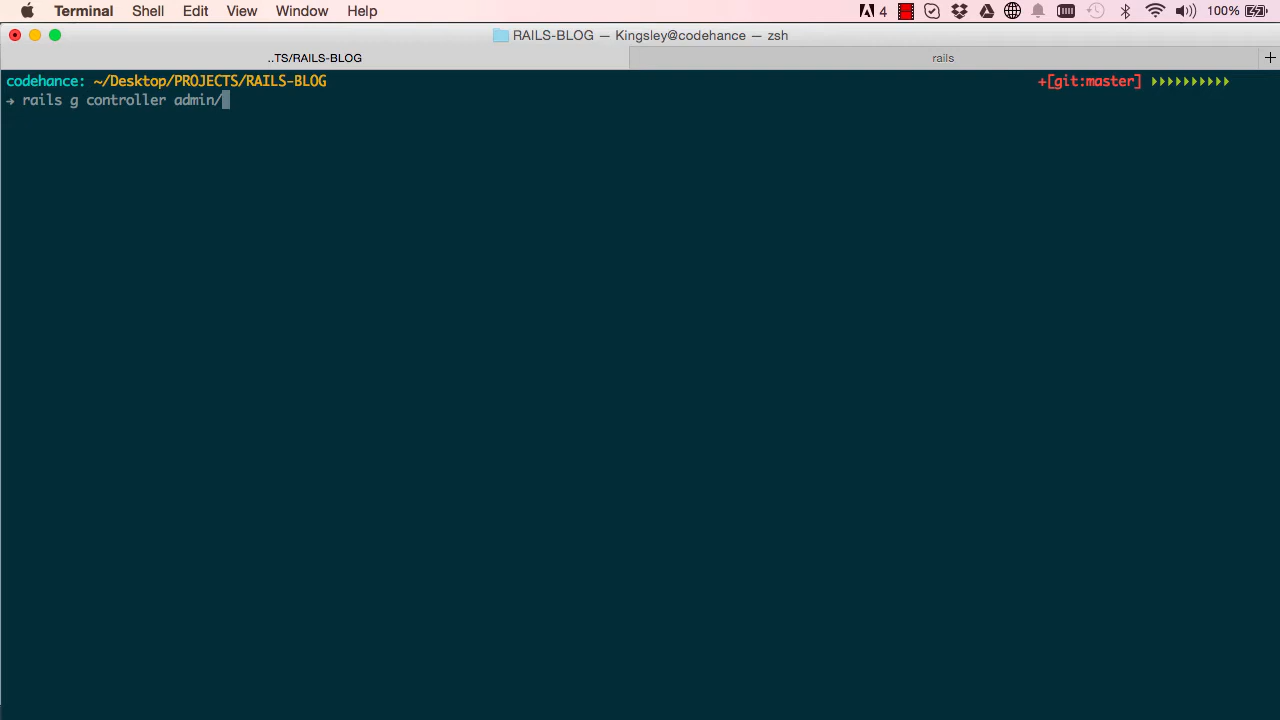 Terminal Shell Edit View Window Help 4 100%
RAILS-BLOG — Kingsley@codehance — zsh
..TS/RAILS-BLOG rails +
codehance: ~/Desktop/PROJECTS/RAILS-BLOG +[git:master]
→ rails g controller admin/